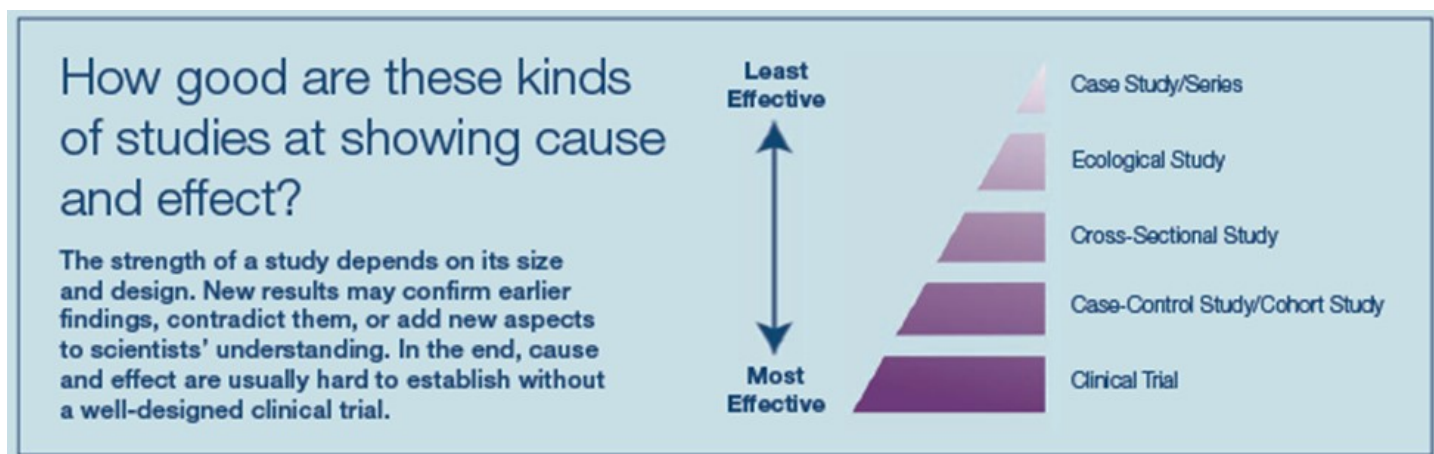 How good are these kinds
of studies at showing cause
and effect?
The strength of a study depends on its size
and design. New results may confirm earlier
findings, contradict them, or add new aspects
to scientists’ understanding. In the end, cause
and effect are usually hard to establish without
a well-designed clinical trial.
Least
Effective
Most
Effective
Case Study/Series
Ecological Study
Cross-Sectional Study
Case-Control Study/Cohort Study
Clinical Trial